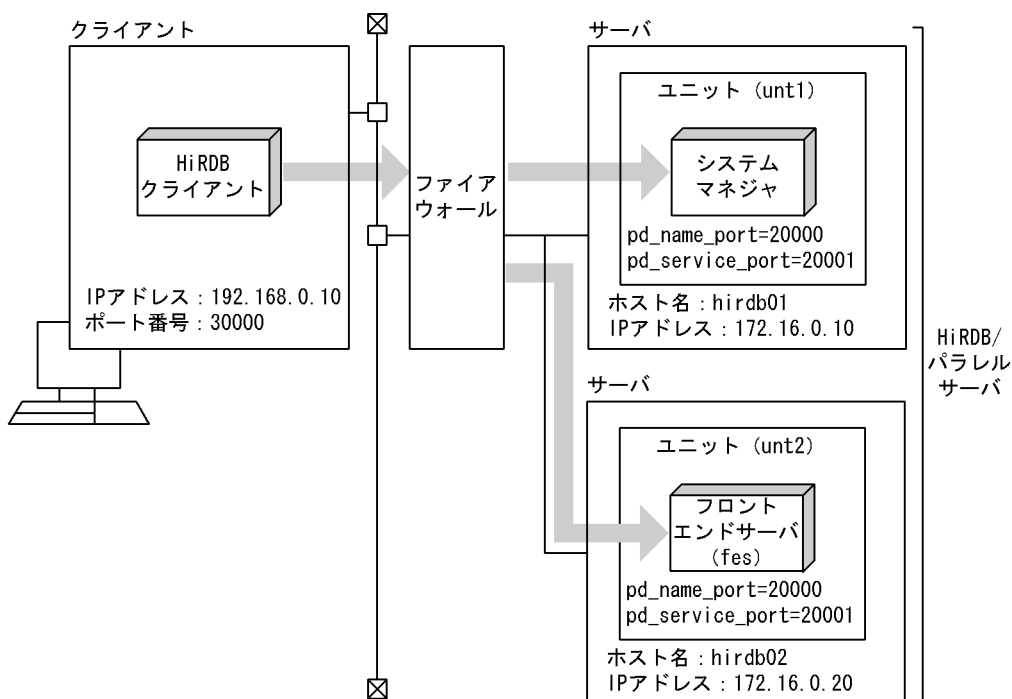 クライアント
HiRDB
クライアント
IPアドレス：192.168.0.10
ポート番号：30000
ファイア
ウォール
サーバ
ユニット (unt1)
システム
マネジャ
pd_name_port=20000
pd_service_port=20001
ホスト名：hirdb01
IPアドレス：172.16.0.10
サーバ
ユニット (unt2)
フロント
エンドサーバ
(fes)
pd_name_port=20000
pd_service_port=20001
ホスト名：hirdb02
IPアドレス：172.16.0.20
HiRDB/
パラレル
サーバ